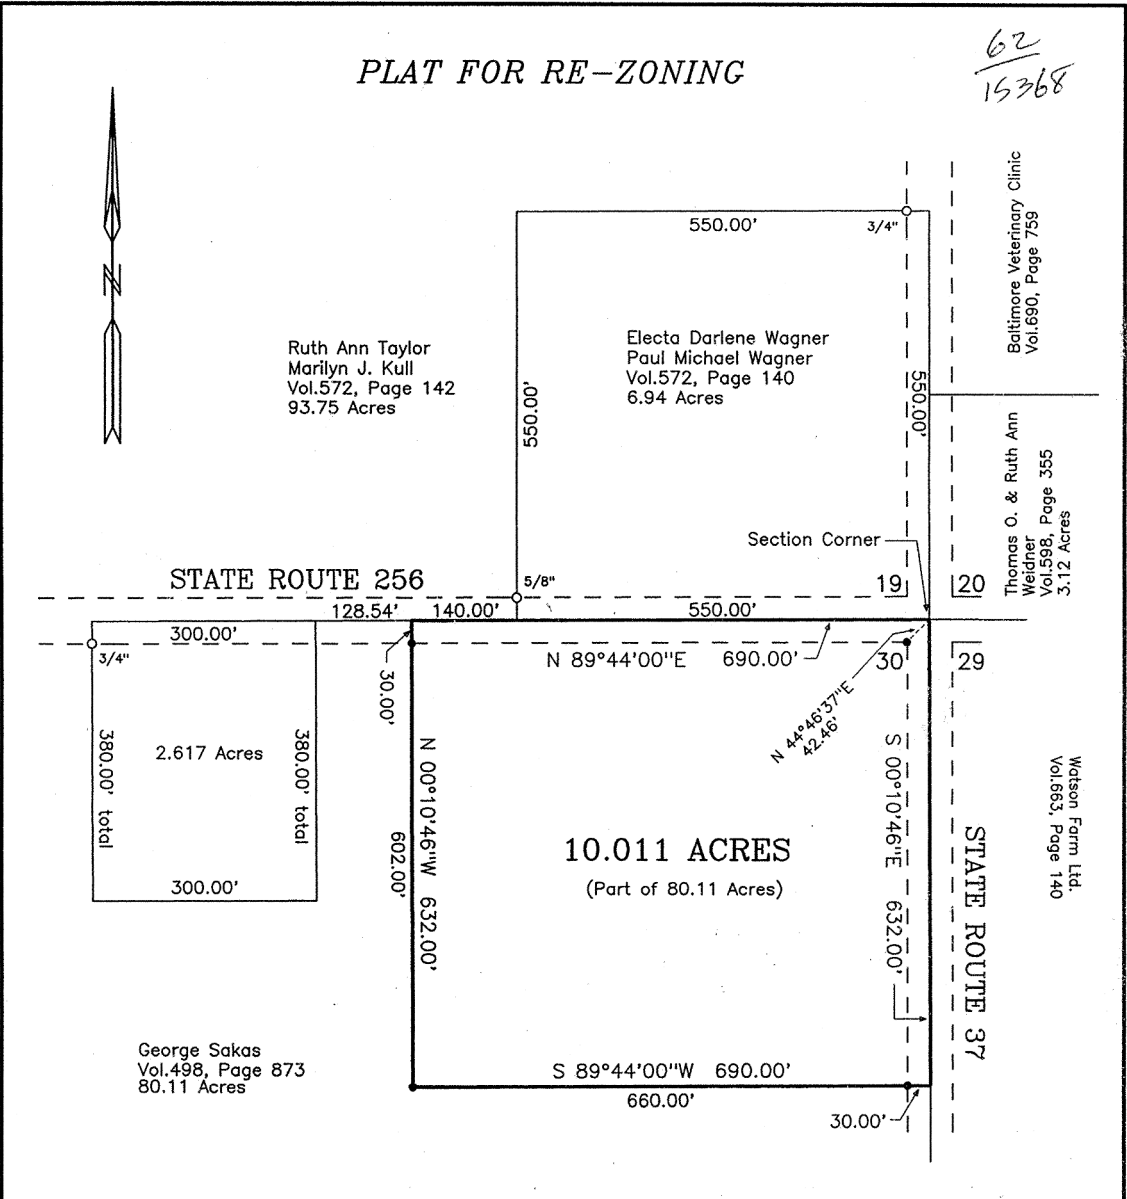 PLAT FOR RE-ZONING
62
15368
N
550.00'
3/4"
Baltimore Veterinary Clinic
Vol.690, Page 759
Ruth Ann Taylor
Marilyn J. Kull
Vol.572, Page 142
93.75 Acres
Electa Darlene Wagner
Paul Michael Wagner
Vol.572, Page 140
6.94 Acres
550.00'
550.00'
Thomas O. & Ruth Ann
Weidner
Vol.598, Page 355
3.12 Acres
Section Corner
STATE ROUTE 256
5/8"
19
20
128.54'
140.00'
550.00'
300.00'
3/4"
N 89°44'00"E 690.00'
30
29
30.00'
N 44°46'37"E
42.46'
380.00' total
2.617 Acres
380.00' total
N 00°10'46"W 632.00'
602.00'
S 00°10'46"E 632.00'
Watson Farm Ltd.
Vol.663, Page 140
10.011 ACRES
(Part of 80.11 Acres)
STATE ROUTE 37
300.00'
George Sakas
Vol.498, Page 873
80.11 Acres
S 89°44'00"W 690.00'
660.00'
30.00'